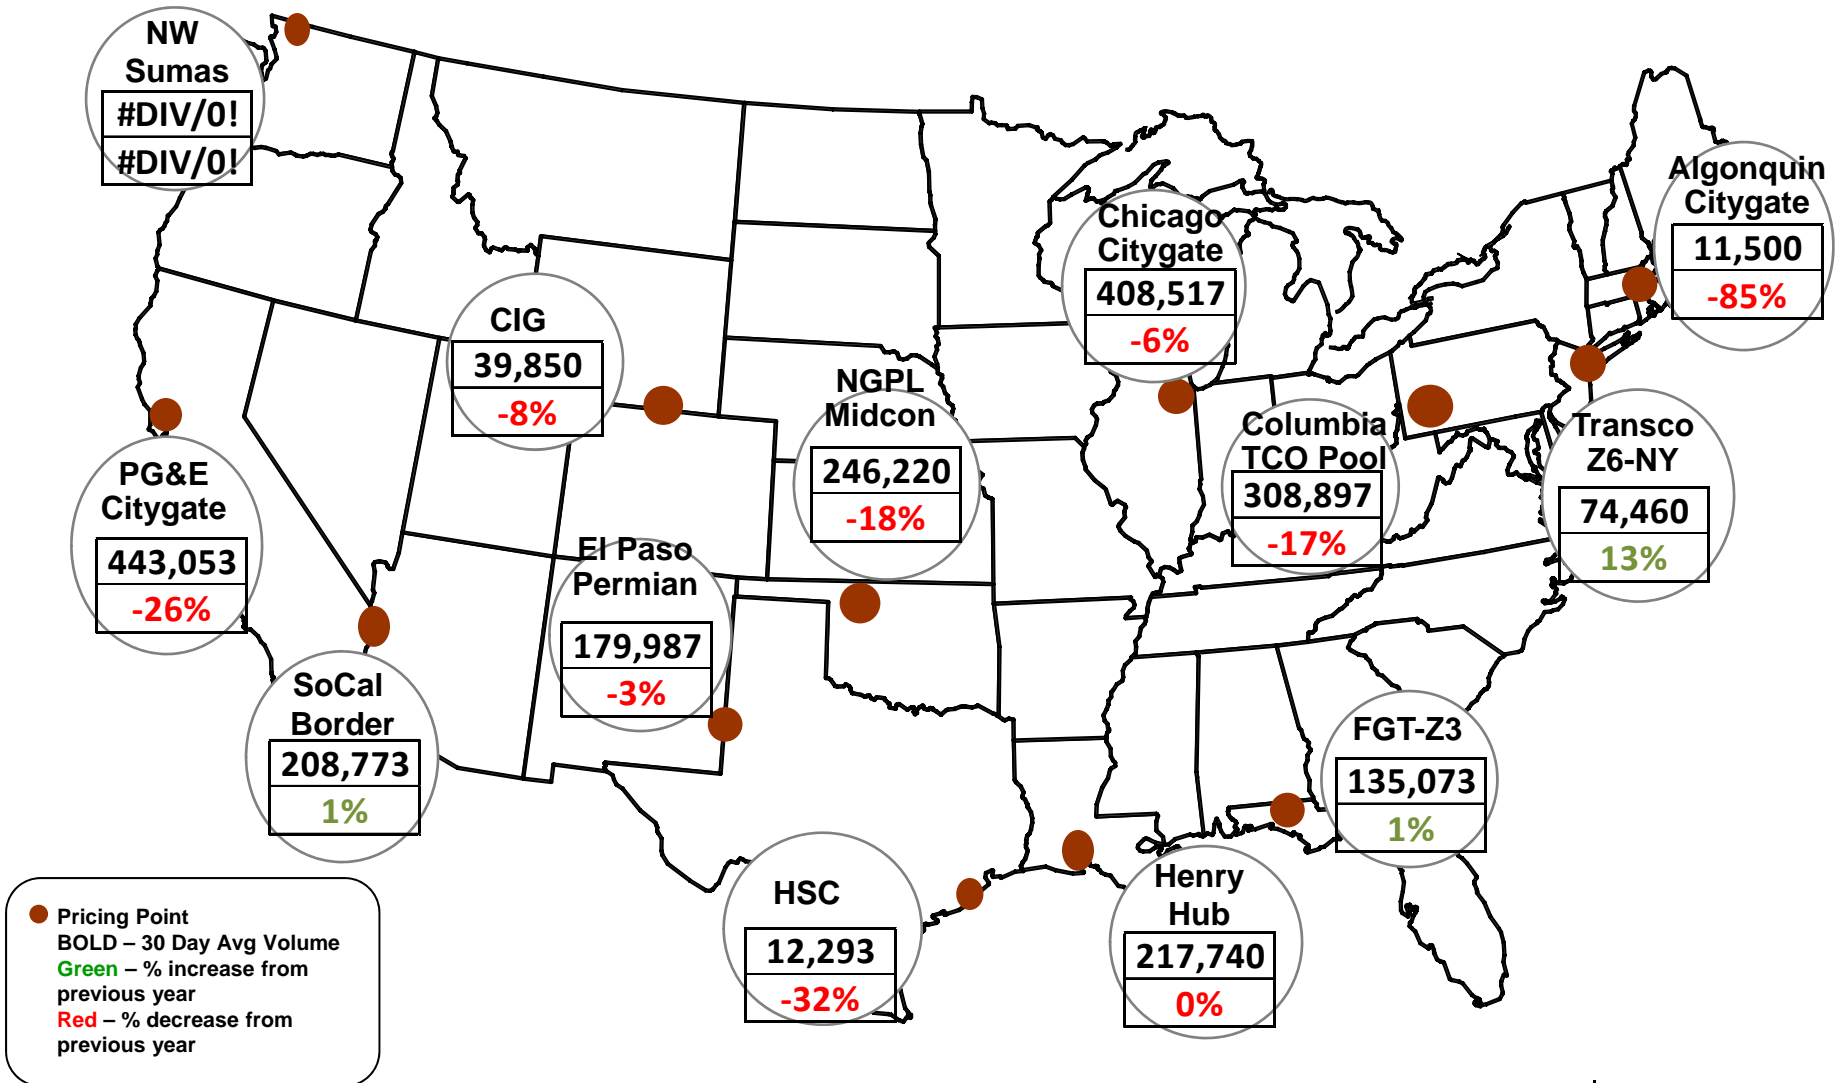 NW
Sumas
#DIV/0!
#DIV/0!
Algonquin
Citygate
11,500
-85%
Chicago
Citygate
408,517
-6%
CIG
39,850
-8%
NGPL
Midcon
246,220
-18%
Columbia
TCO Pool
308,897
-17%
Transco
Z6-NY
74,460
13%
PG&E
Citygate
443,053
-26%
El Paso
Permian
179,987
-3%
SoCal
Border
208,773
1%
FGT-Z3
135,073
1%
HSC
12,293
-32%
Henry
Hub
217,740
0%
Pricing Point
BOLD – 30 Day Avg Volume
Green – % increase from
previous year
Red – % decrease from
previous year